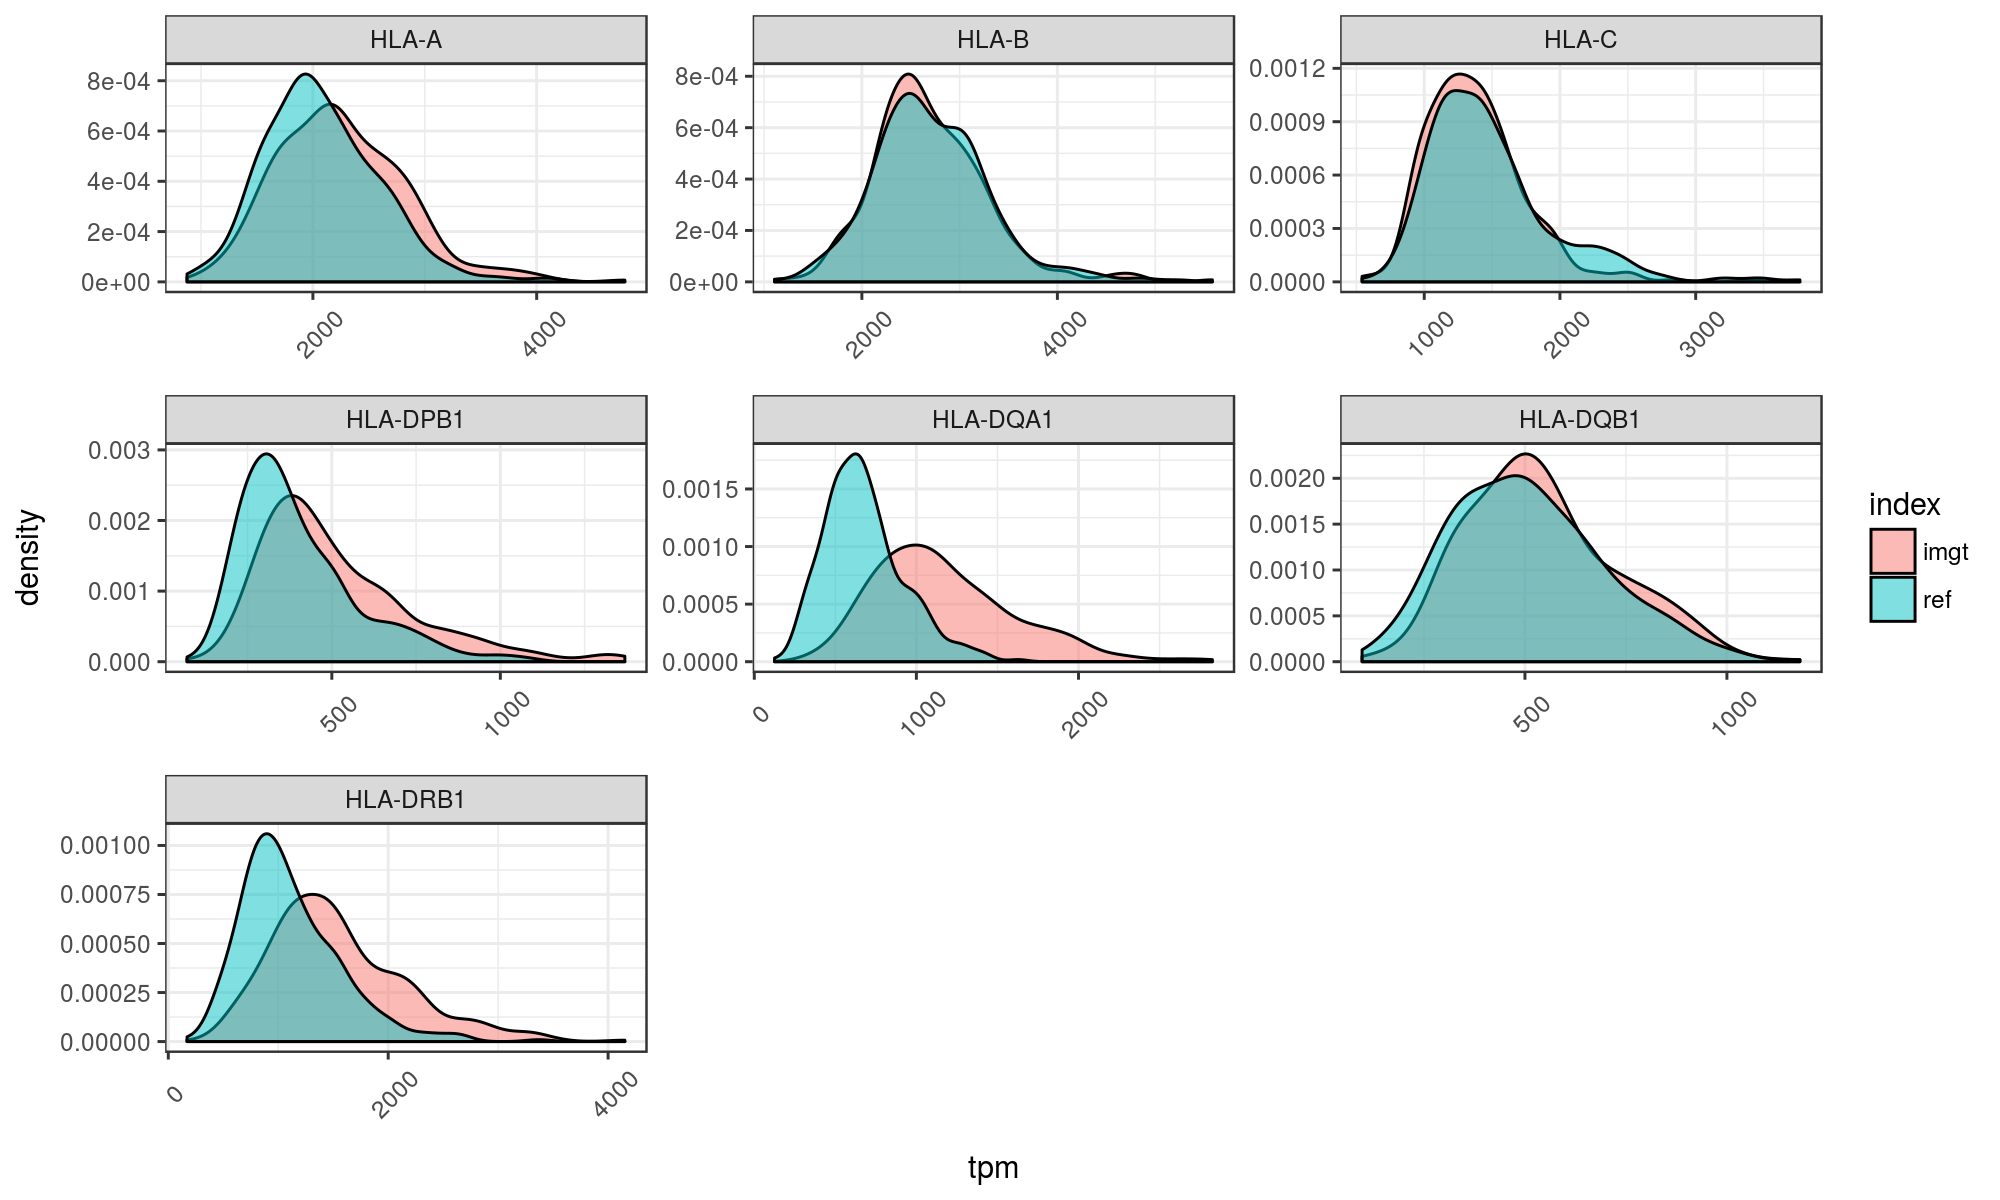 HLA-A
HLA-B
HLA-C
8e-04
6e-04
4e-04
2e-04
0e+00
2000
4000
8e-04
6e-04
4e-04
2e-04
0e+00
2000
4000
0.0012
0.0009
0.0006
0.0003
0.0000
1000
2000
3000
HLA-DPB1
HLA-DQA1
HLA-DQB1
0.003
0.002
0.001
0.000
500
1000
0.0015
0.0010
0.0005
0.0000
0
1000
2000
0.0020
0.0015
0.0010
0.0005
0.0000
500
1000
HLA-DRB1
0.00100
0.00075
0.00050
0.00025
0.00000
0
2000
4000
density
tpm
index
imgt
ref